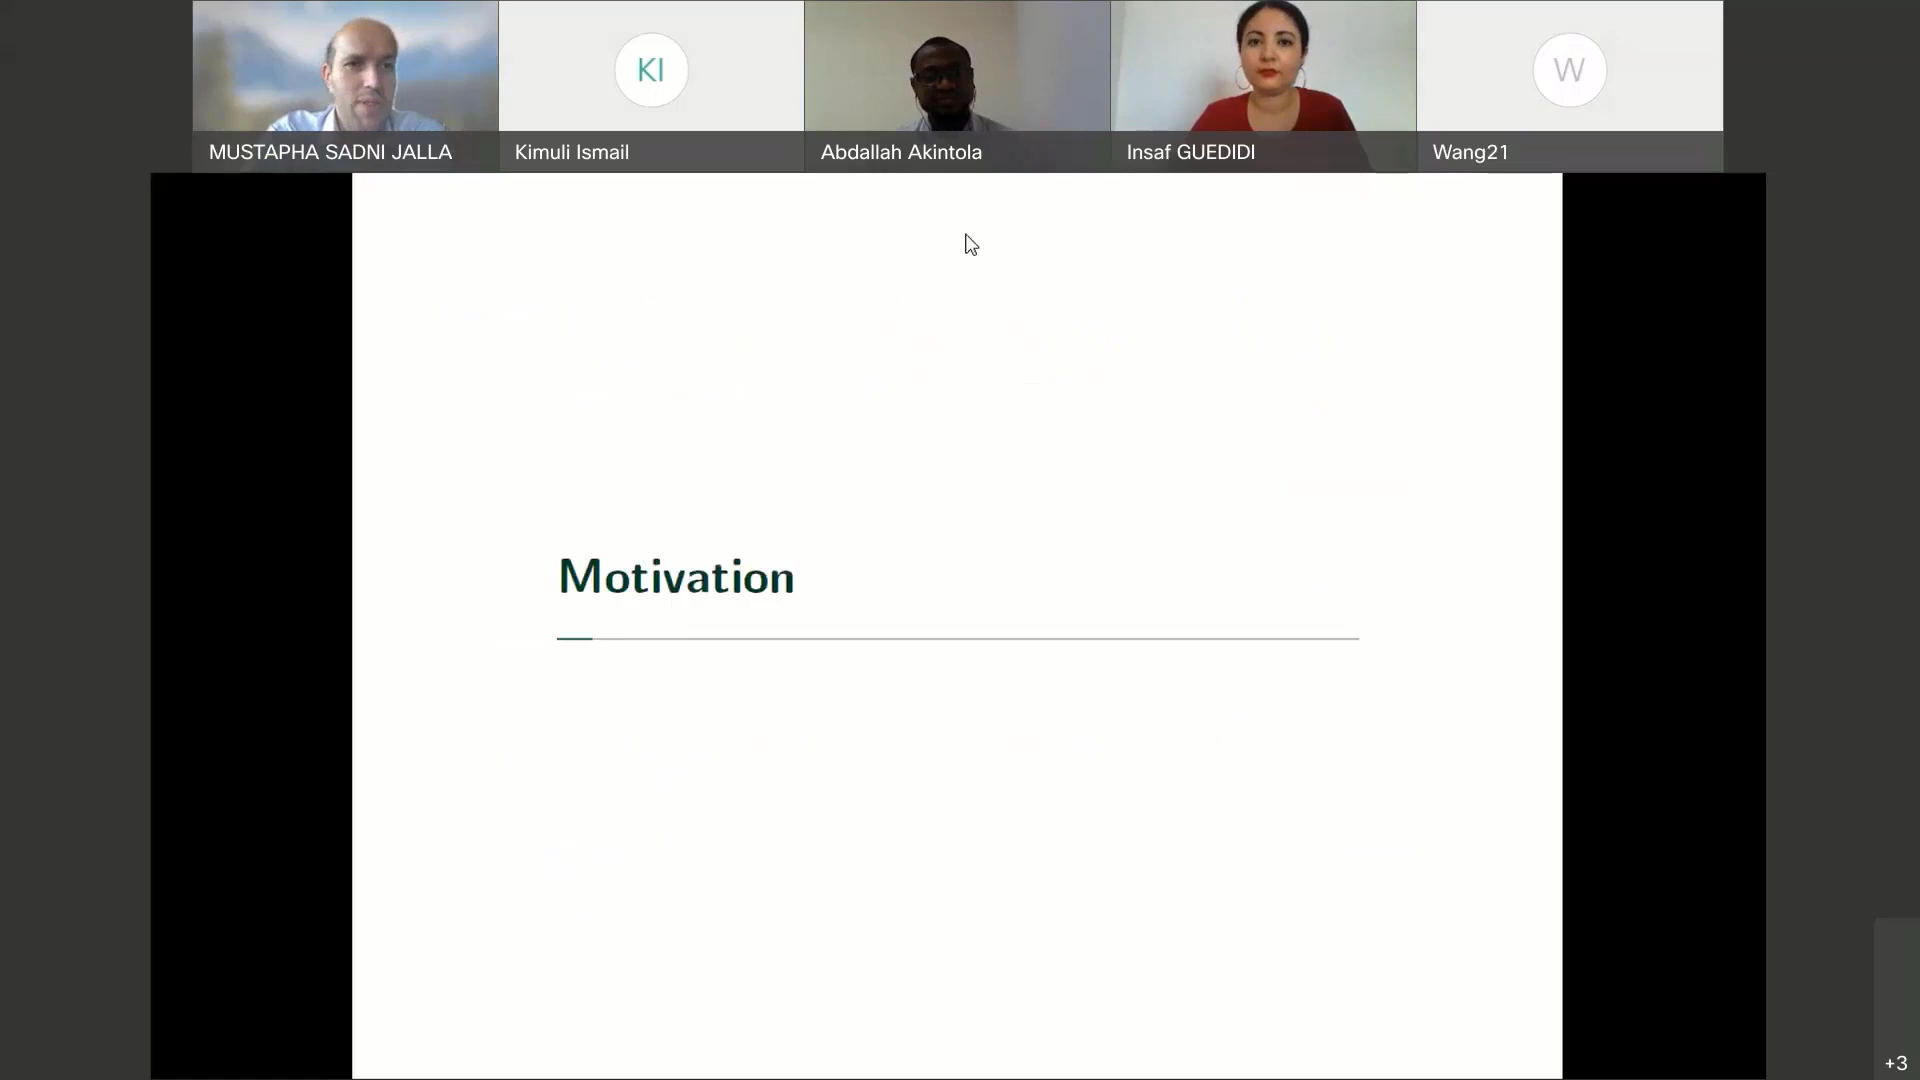 KI
W
MUSTAPHA SADNI JALLA
Kimuli Ismail
Abdallah Akintola
Insaf GUEDIDI
Wang21
Motivation
+3